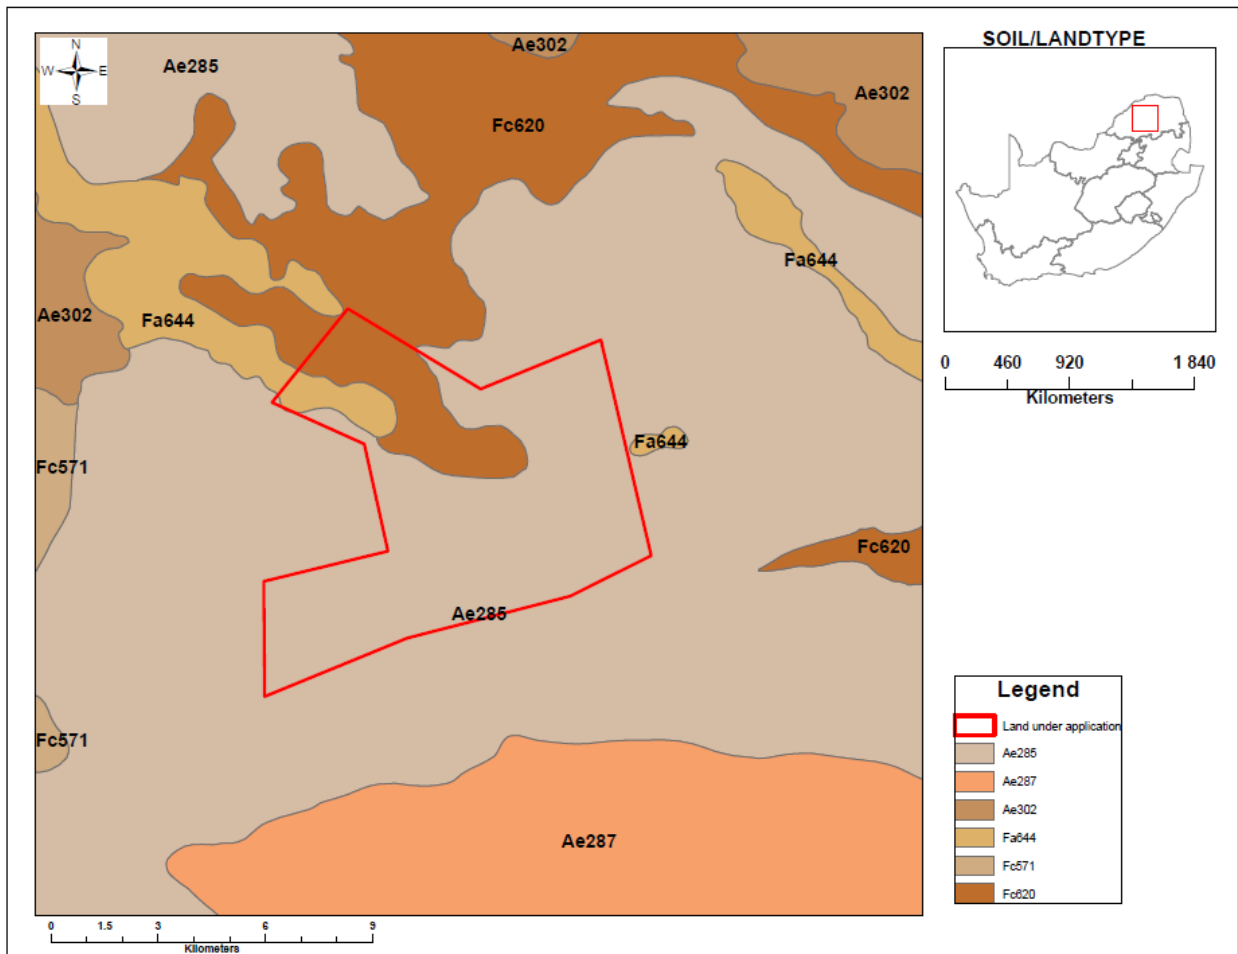 SOIL/LANDTYPE
N
W E
S
Ae285
Ae302
Ae302
Fc620
Fa644
Ae302
Fa644
Fa644
Fc571
Fc620
Ae285
Fc571
Ae287
0 460 920 1 840
Kilometers
Legend
Land under application
Ae285
Ae287
Ae302
Fa644
Fc571
Fc620
0 1.5 3 6 9
Kilometers